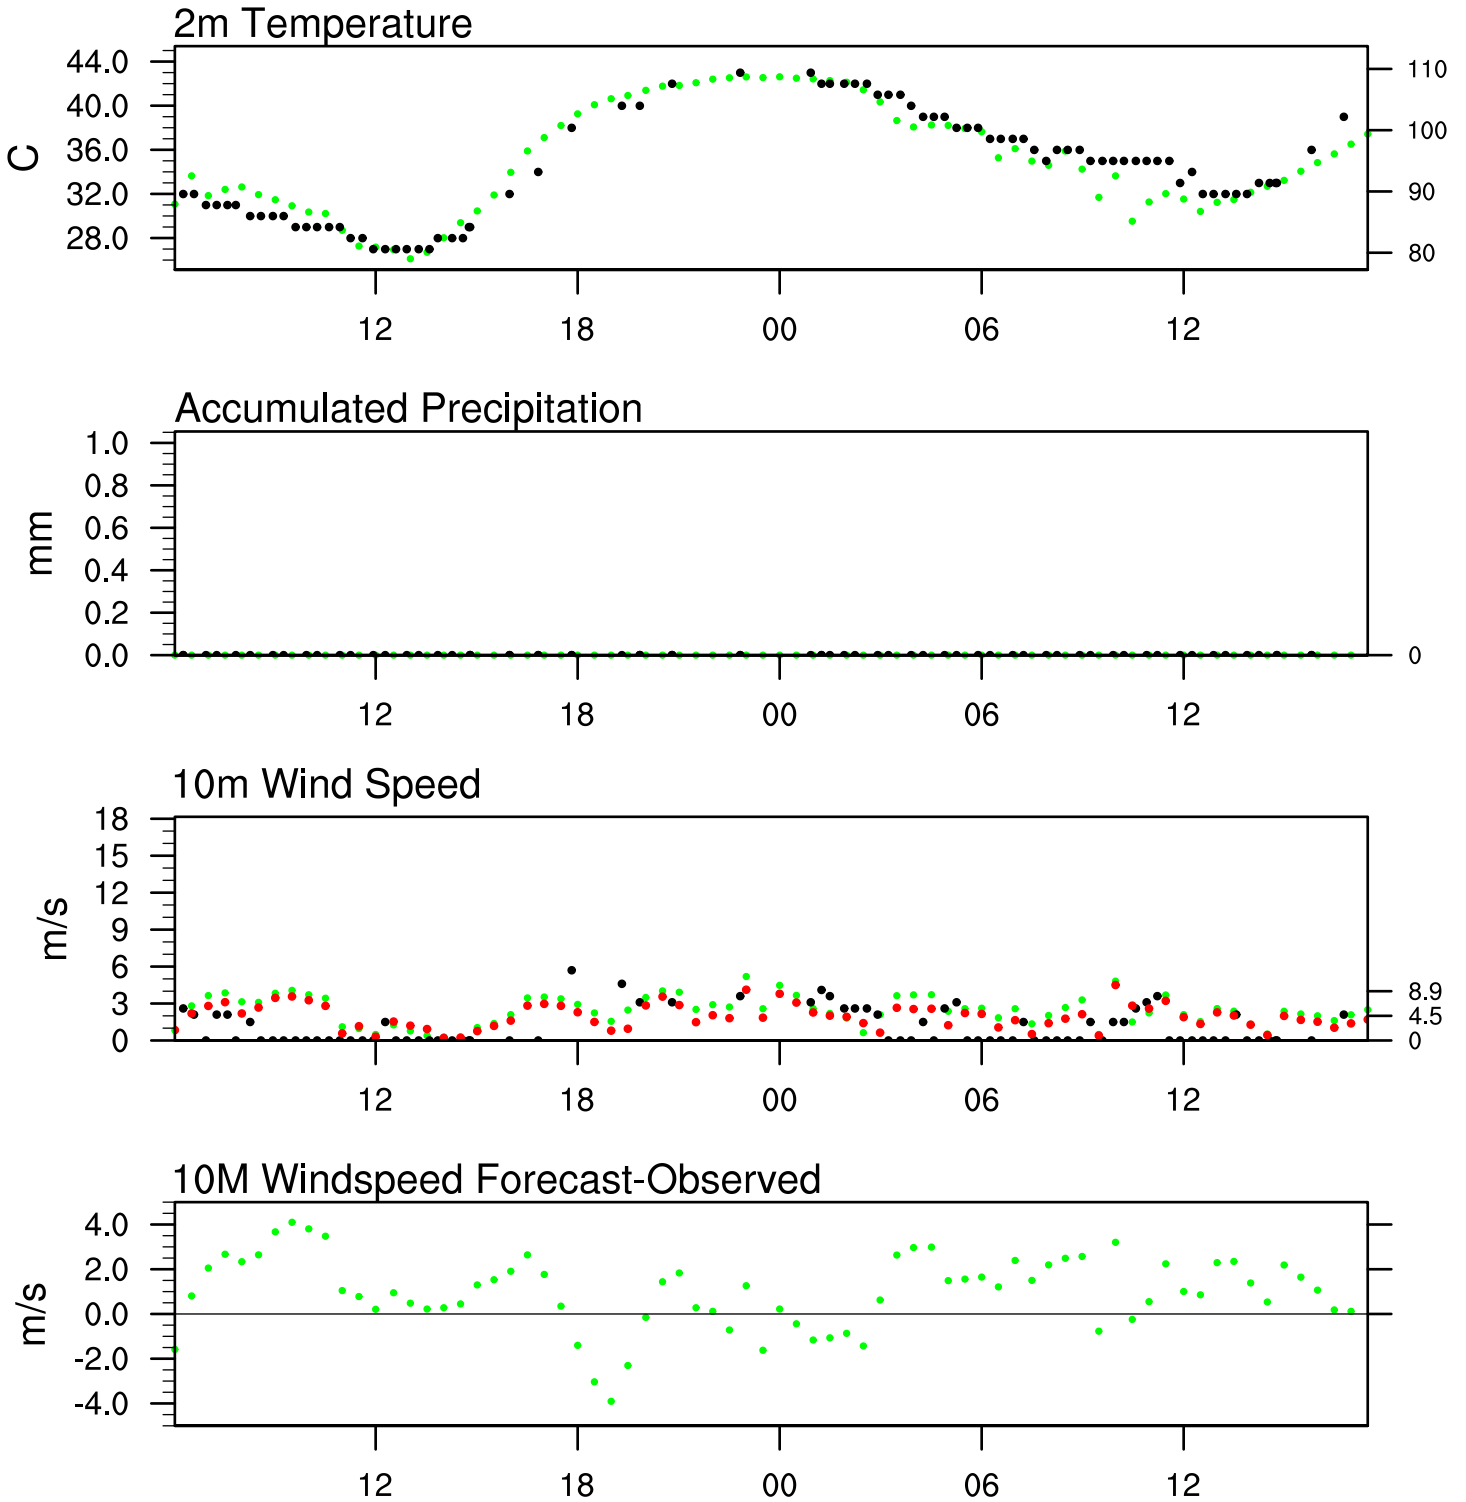 2m Temperature
44.0
40.0
36.0
32.0
28.0
C
110
100
90
80
12 18 00 06 12
Accumulated Precipitation
1.0
0.8
0.6
0.4
0.2
0.0
mm
0
12 18 00 06 12
10m Wind Speed
18
15
12
9
6
3
0
m/s
8.9
4.5
0
12 18 00 06 12
10M Windspeed Forecast-Observed
4.0
2.0
0.0
-2.0
-4.0
m/s
12 18 00 06 12